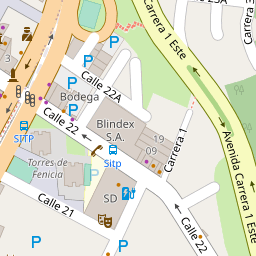 Carrera 1 Este
Carrera
3
P
P
Calle 22A
Bodega
P
Blindex
S.A.
Calle 22
SITP
Sitp
19
09
Carrera 1
Avenida Carrera 1 Este
Torres de
Fenicia
Calle 21
SD
P
P
P
Calle 22